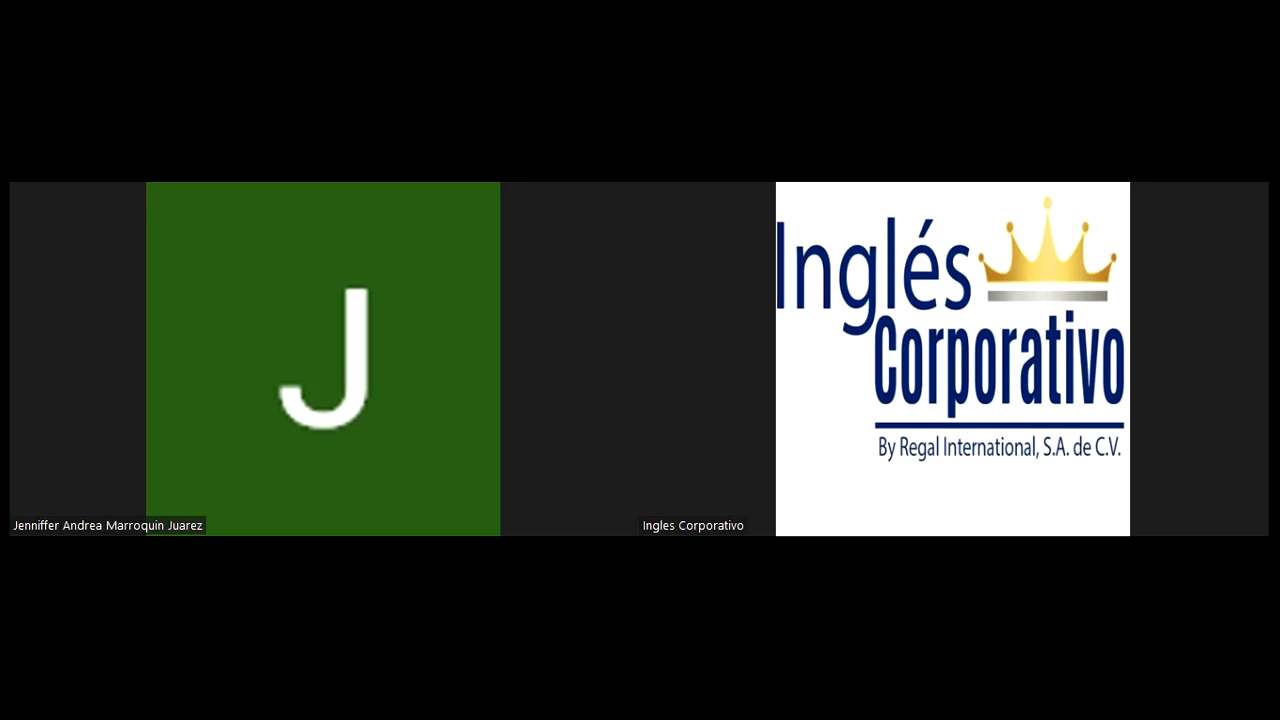 J
Inglés
Corporativo
By Regal International, S.A. de C.V.
Jenniffer Andrea Marroquin Juarez
Ingles Corporativo